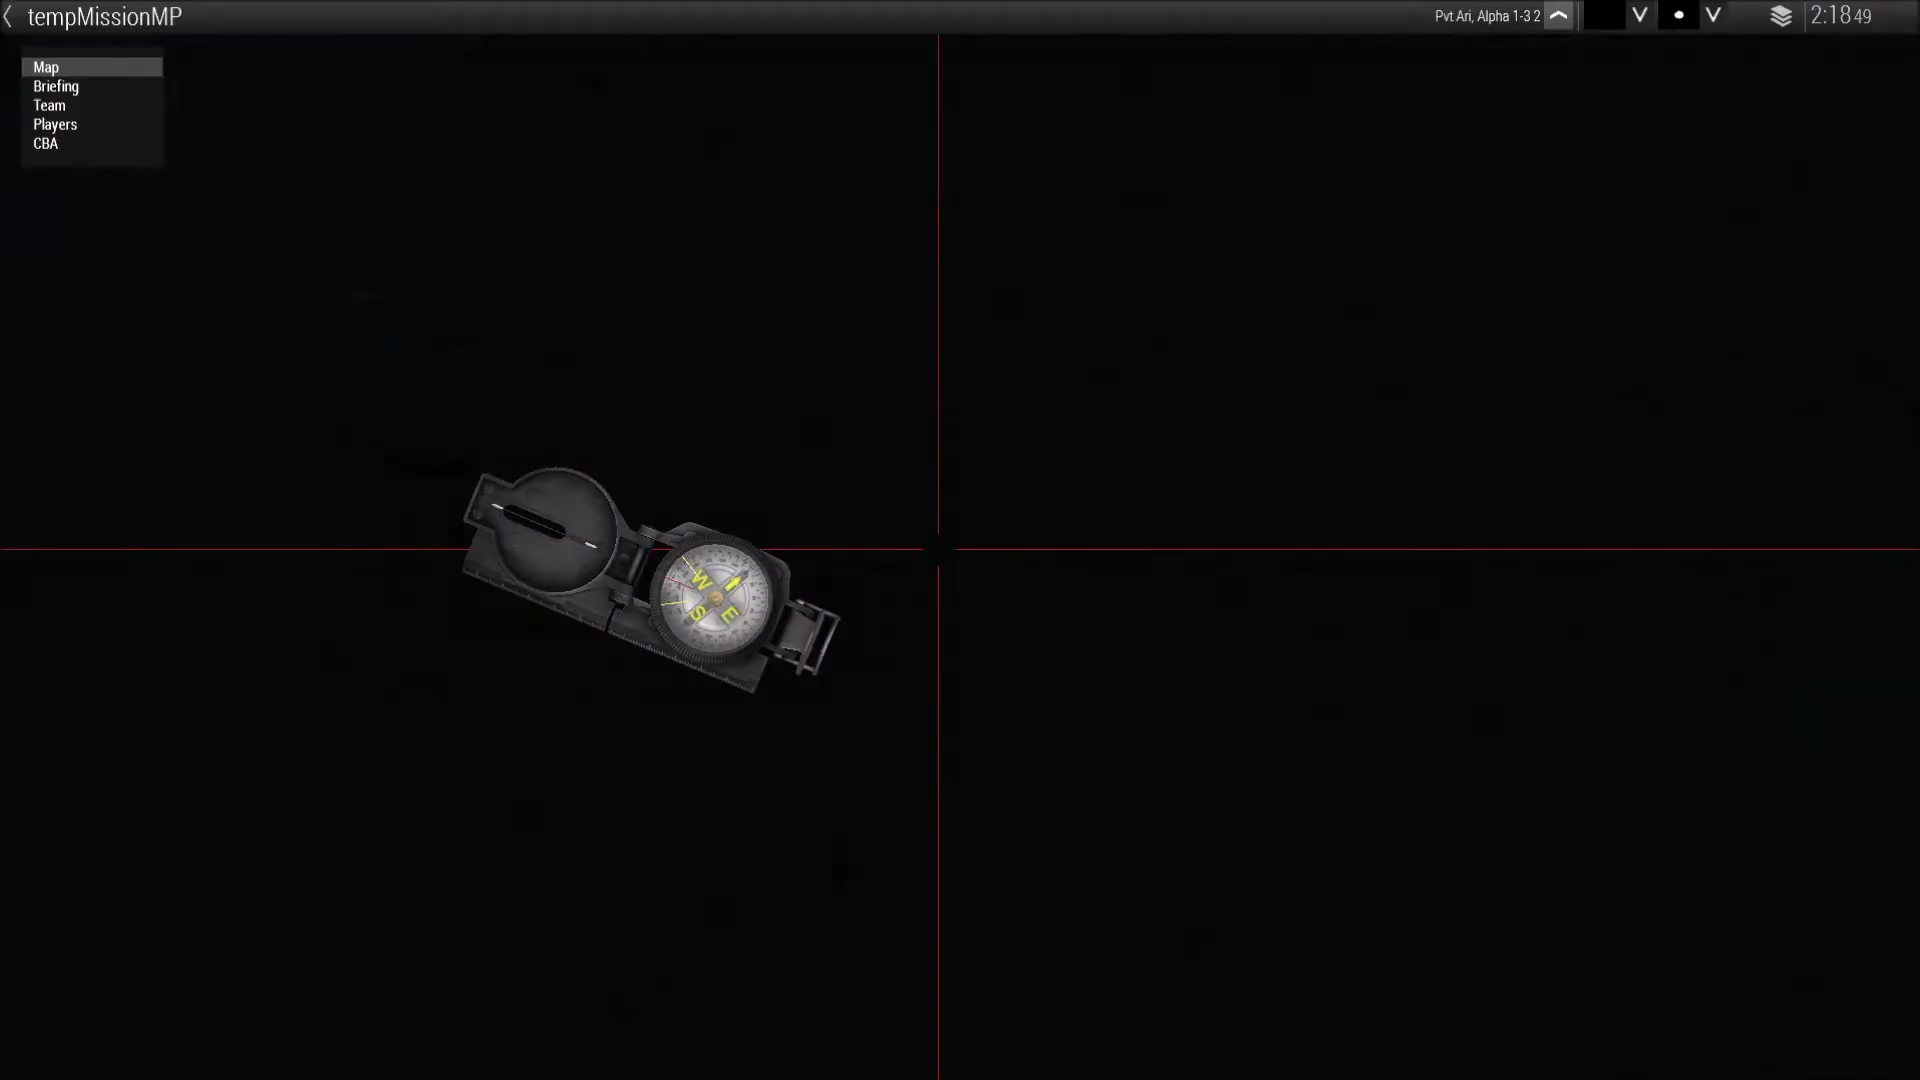 tempMissionMP
Pvt Ari, Alpha 1-3 2
2:18 49
Map
Briefing
Team
Players
CBA
W
E
S